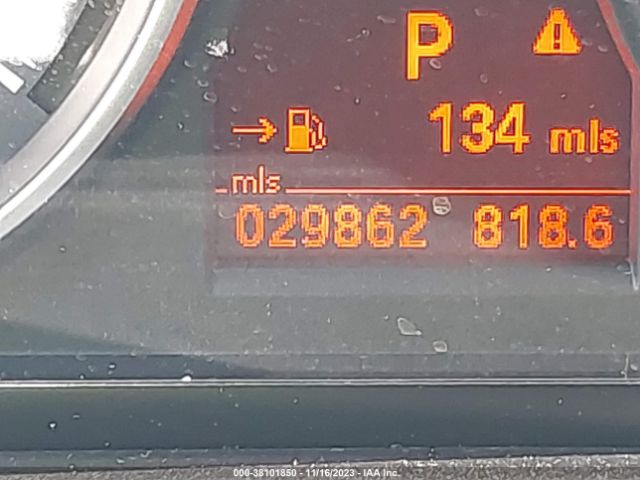 P
134 mls
mls
029862 818.6
000-38101850 - 11/16/2023 - IAA Inc.